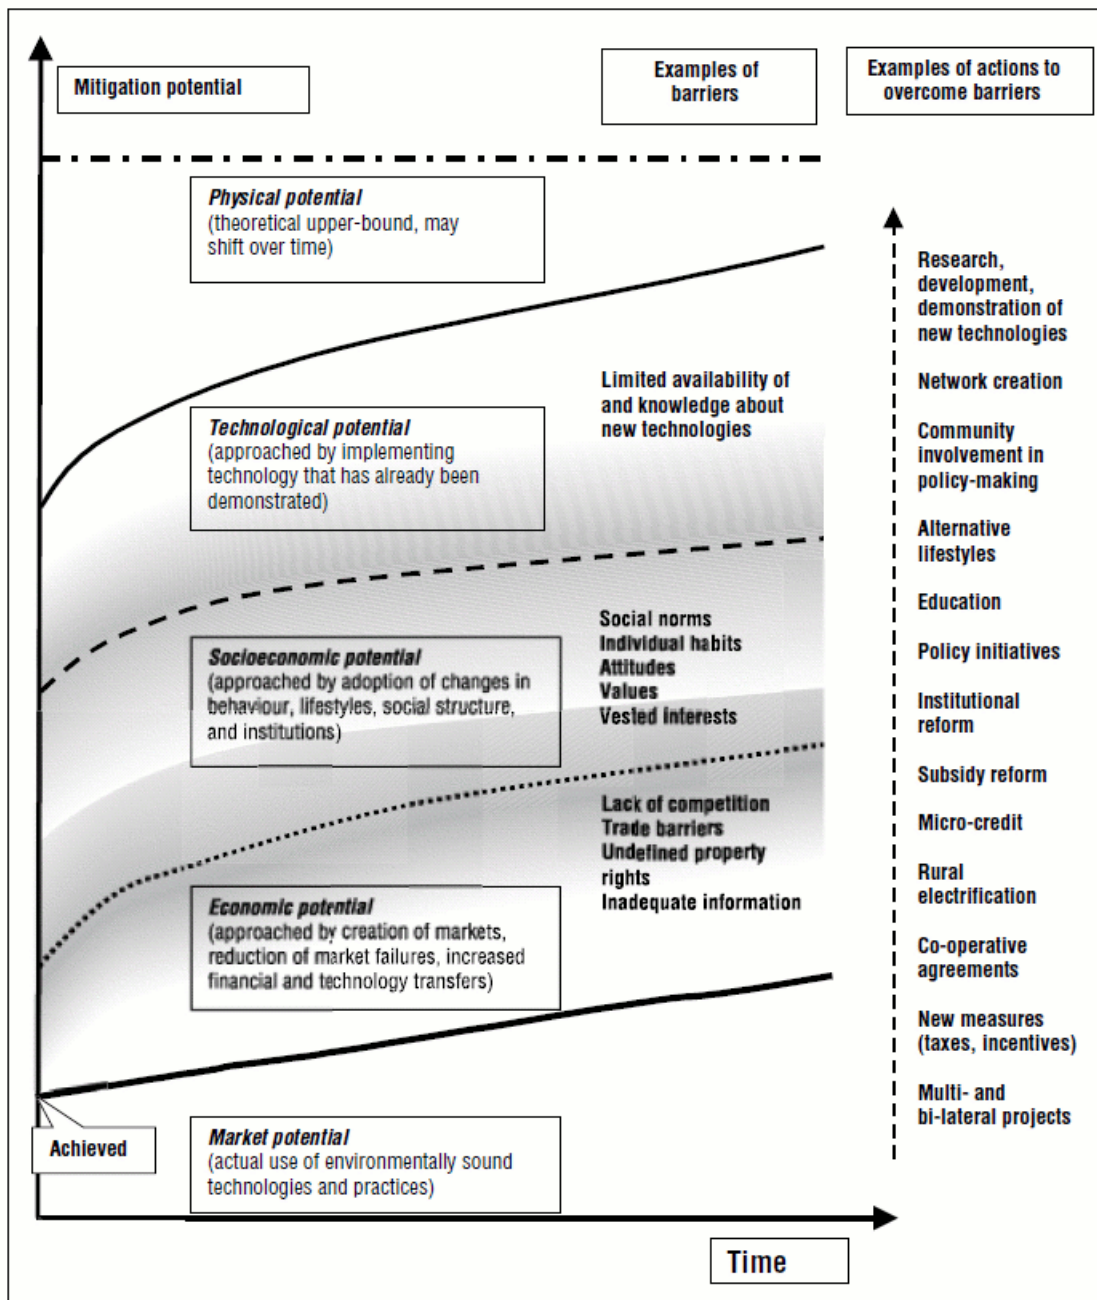 Mitigation potential
Examples of
barriers
Examples of actions to
overcome barriers
Physical potential
(theoretical upper-bound, may
shift over time)
Technological potential
(approached by implementing
technology that has already been
demonstrated)
Socioeconomic potential
(approached by adoption of changes in
behaviour, lifestyles, social structure,
and institutions)
Economic potential
(approached by creation of markets,
reduction of market failures, increased
financial and technology transfers)
Achieved
Market potential
(actual use of environmentally sound
technologies and practices)
Limited availability of
and knowledge about
new technologies
Social norms
Individual habits
Attitudes
Values
Vested interests
Lack of competition
Trade barriers
Undefined property
rights
Inadequate information
Research,
development,
demonstration of
new technologies
Network creation
Community
involvement in
policy-making
Alternative
lifestyles
Education
Policy initiatives
Institutional
reform
Subsidy reform
Micro-credit
Rural
electrification
Co-operative
agreements
New measures
(taxes, incentives)
Multi- and
bi-lateral projects
Time